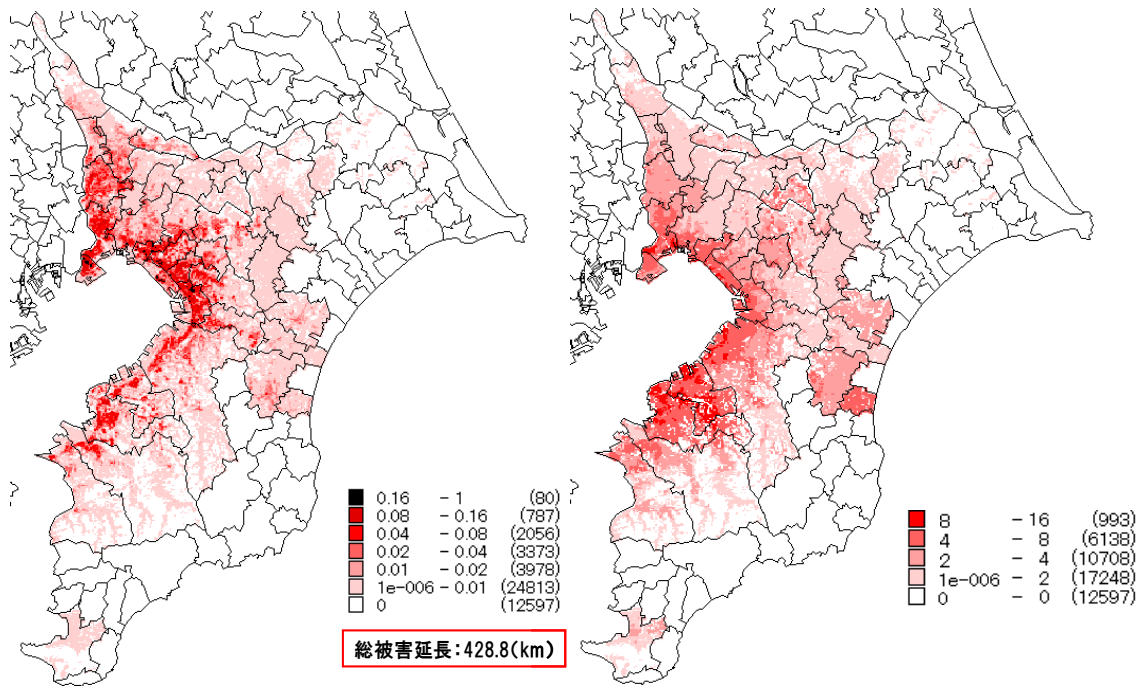 0.16 - 1 (80)
0.08 - 0.16 (787)
0.04 - 0.08 (2056)
0.02 - 0.04 (3373)
0.01 - 0.02 (3978)
1e-006 - 0.01 (24813)
0 (12597)
総被害延長:428.8(km)
8 - 16 (993)
4 - 8 (6138)
2 - 4 (10708)
1e-006 - 2 (17248)
0 - 0 (12597)